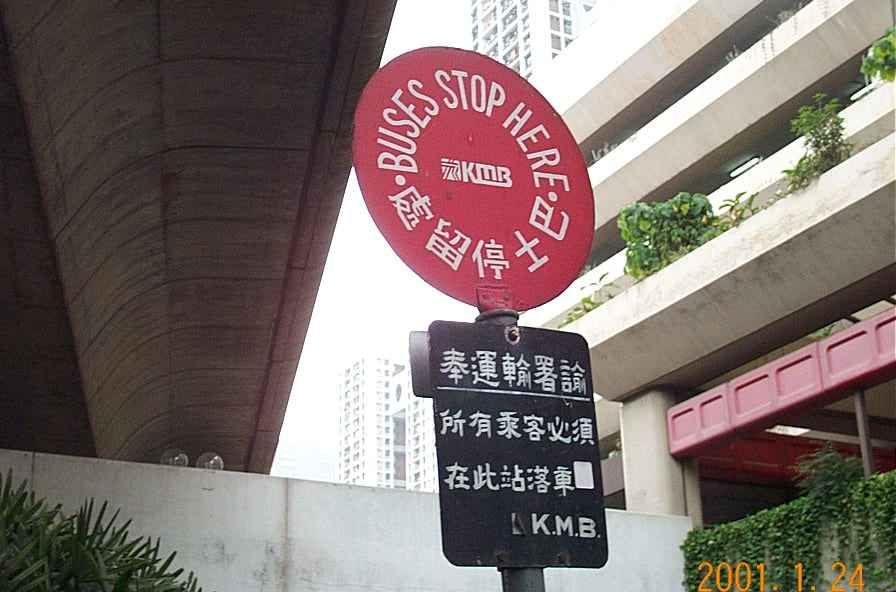 BUSES STOP HERE
KMB
巴士停留處
奉運輸署諭
所有乘客必須
在此站落車
K.M.B.
2001. 1. 24